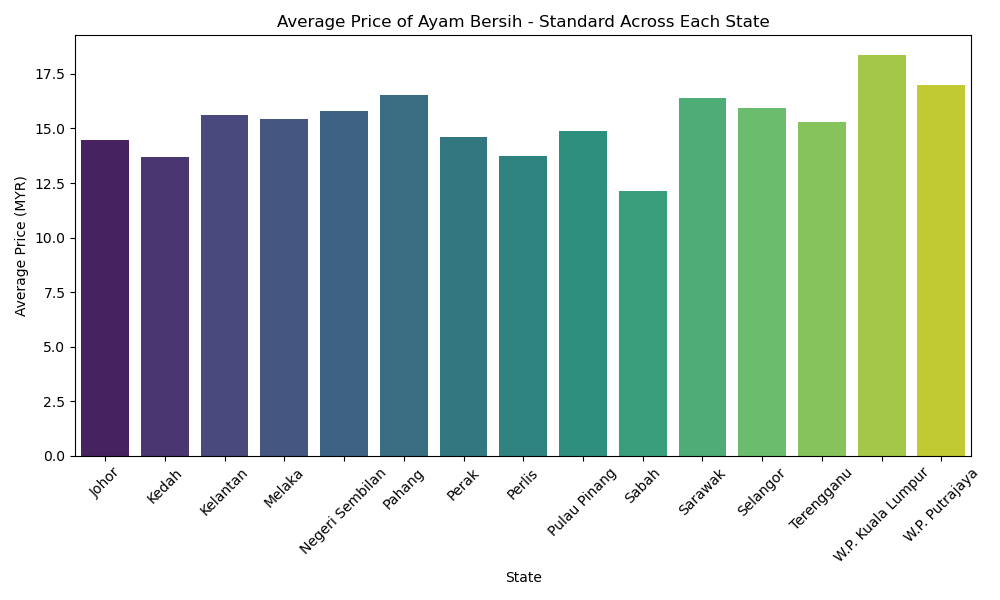 Average Price of Ayam Bersih - Standard Across Each State
Average Price (MYR)
17.5
15.0
12.5
10.0
7.5
5.0
2.5
0.0
Johor
Kedah
Kelantan
Melaka
Negeri Sembilan
Pahang
Perak
Perlis
Pulau Pinang
Sabah
Sarawak
Selangor
Terengganu
W.P. Kuala Lumpur
W.P. Putrajaya
State